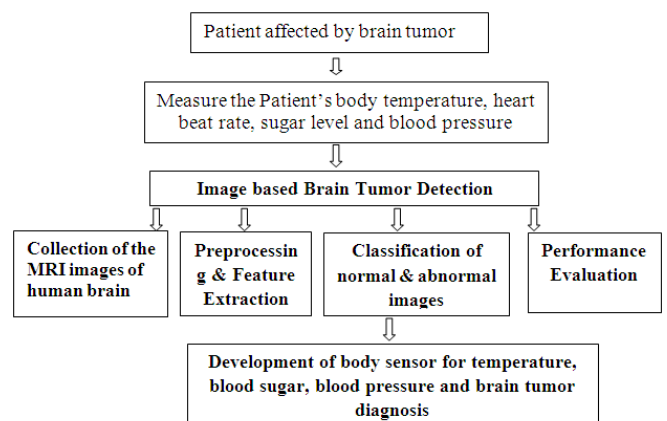 Patient affected by brain tumor
Measure the Patient's body temperature, heart
beat rate, sugar level and blood pressure
Image based Brain Tumor Detection
Collection of the
MRI images of
human brain
Preprocessin
g & Feature
Extraction
Classification of
normal & abnormal
images
Performance
Evaluation
Development of body sensor for temperature,
blood sugar, blood pressure and brain tumor
diagnosis